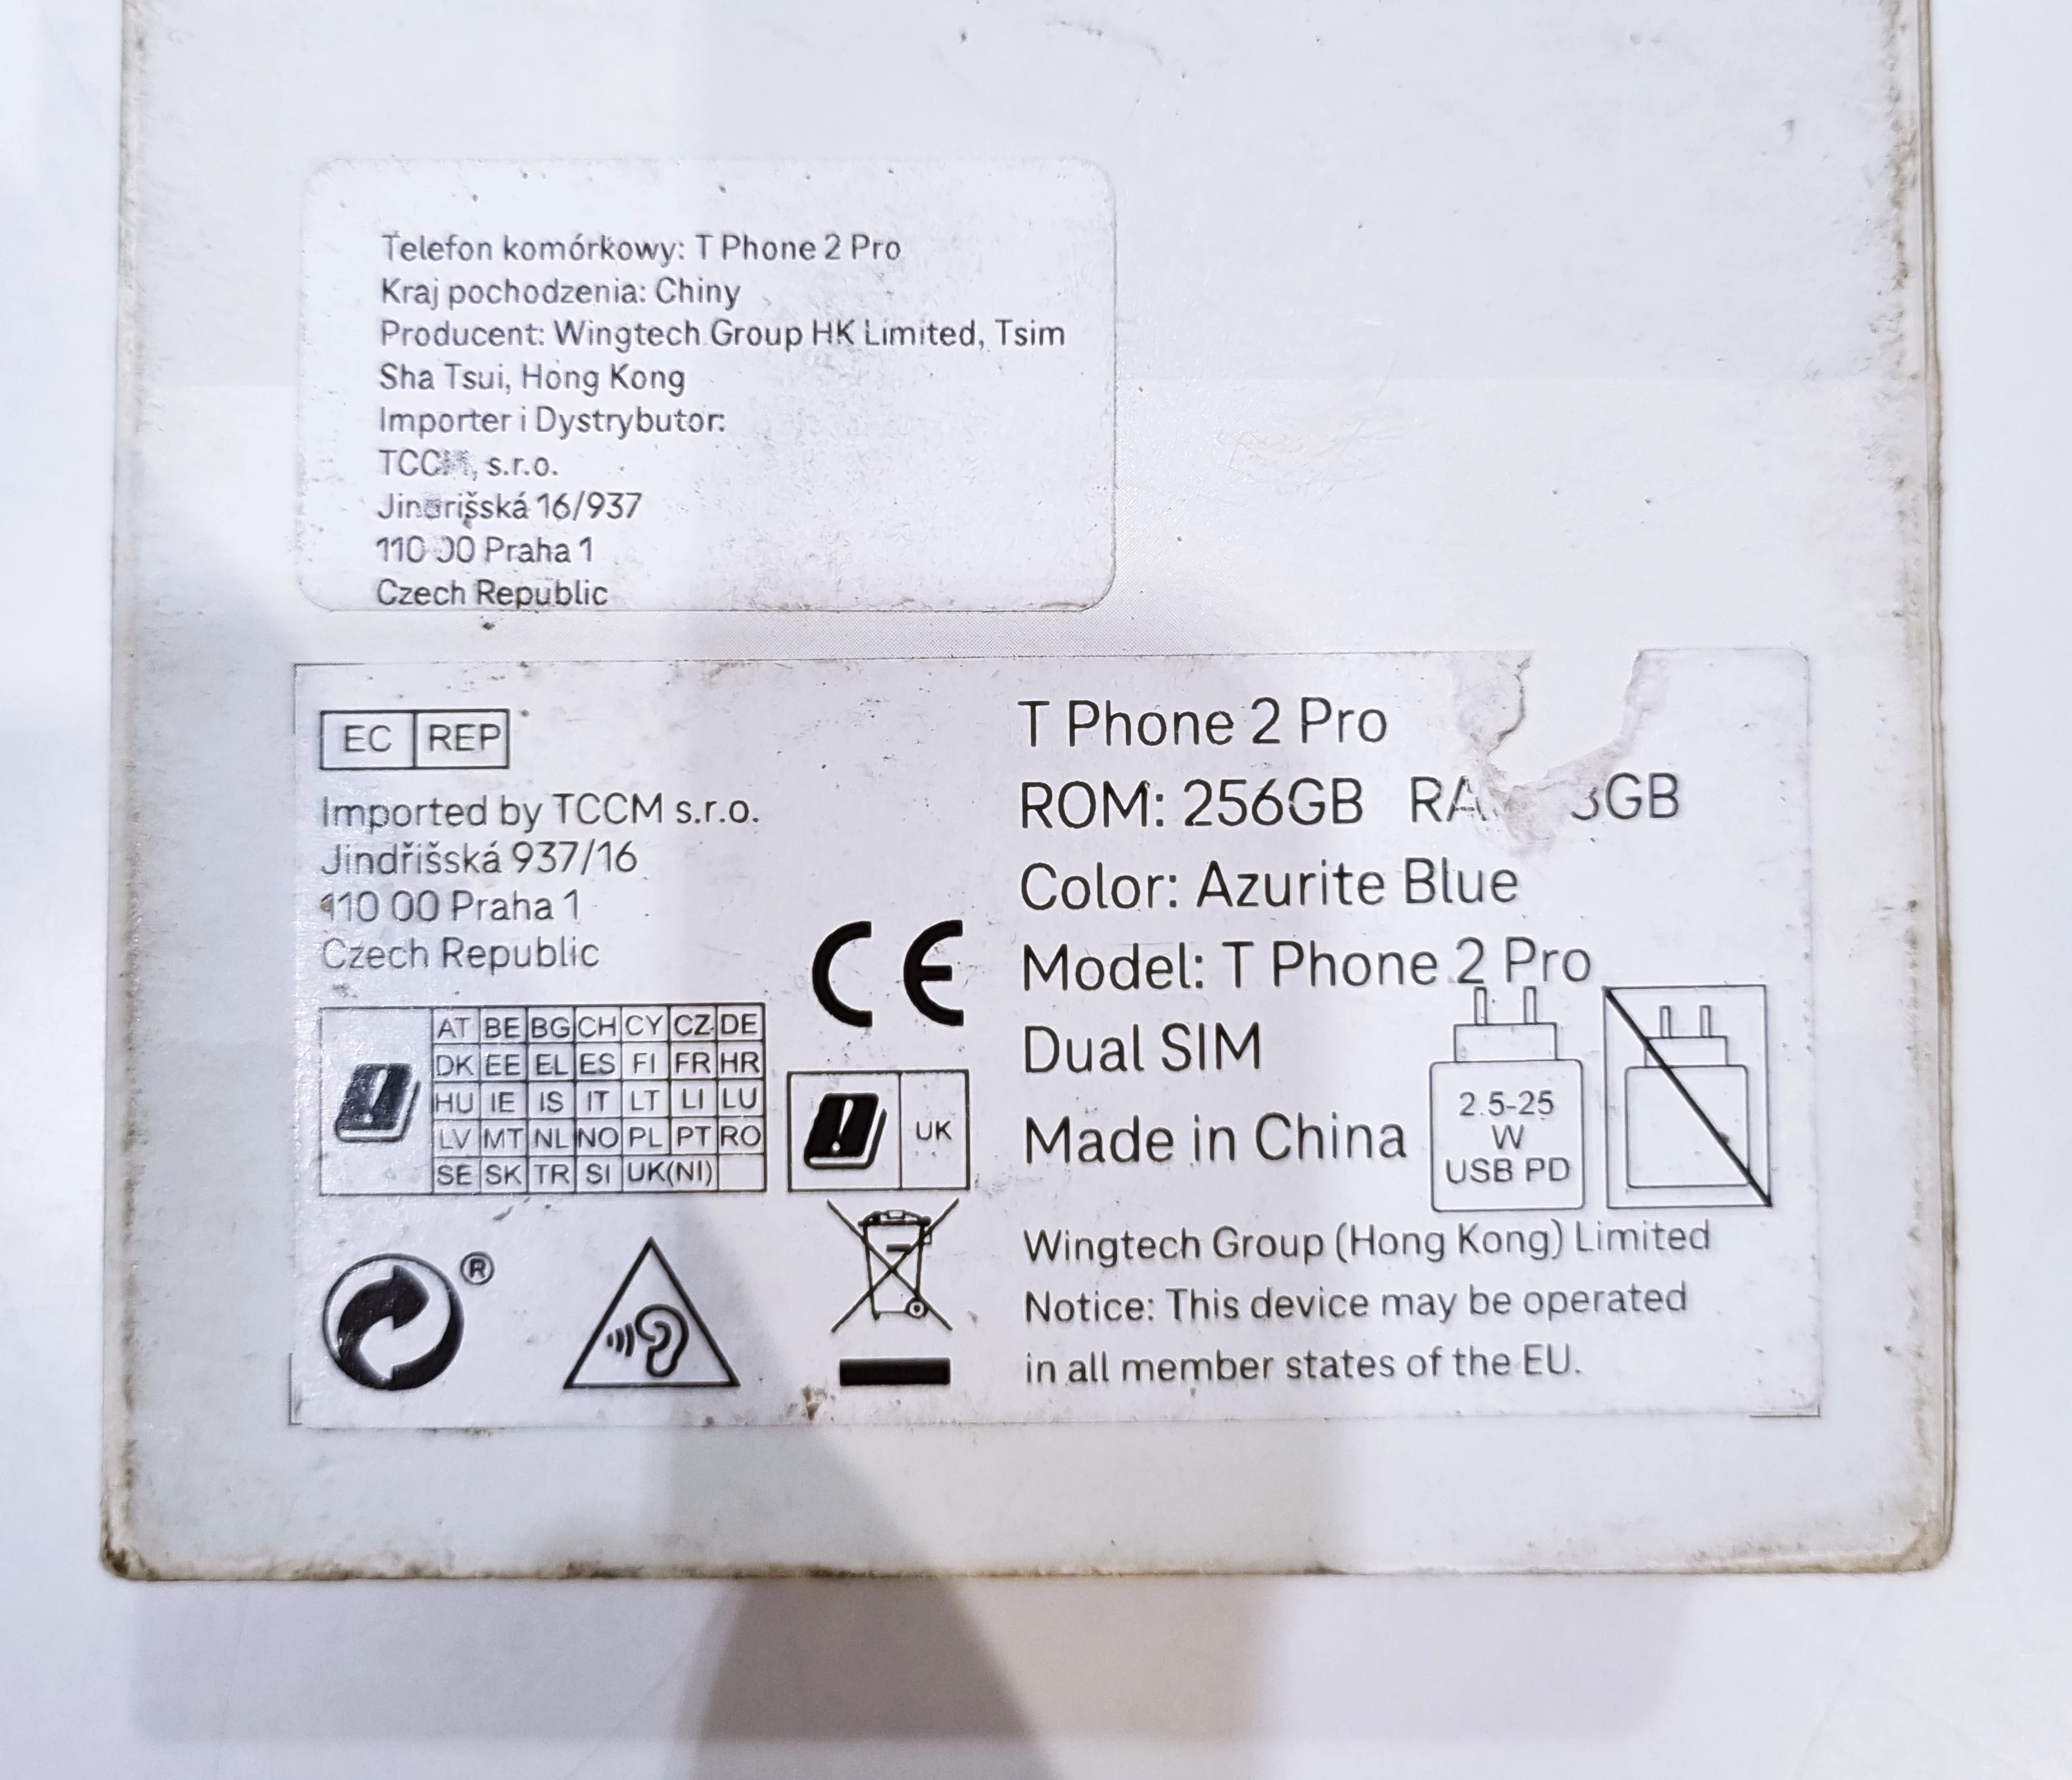 Telefon komórkowy: T Phone 2 Pro
Kraj pochodzenia: Chiny
Producent: Wingtech Group HK Limited, Tsim
Sha Tsui, Hong Kong
Importer i Dystrybutor:
TCCM, s.r.o.
Jindrišská 16/937
110 00 Praha 1
Czech Republic
EC REP
Imported by TCCM s.r.o.
Jindřišská 937/16
110 00 Praha 1
Czech Republic
AT BE BG CH CY CZ DE
DK EE EL ES FI FR HR
HU IE IS IT LT LI LU
LV MT NL NO PL PT RO
SE SK TR SI UK(NI)
CE
UK
®
T Phone 2 Pro
ROM: 256GB
Color: Azurite Blue
Model: T Phone 2 Pro
Dual SIM
Made in China
2.5-25
W
USB PD
Wingtech Group (Hong Kong) Limited
Notice: This device may be operated
in all member states of the EU.